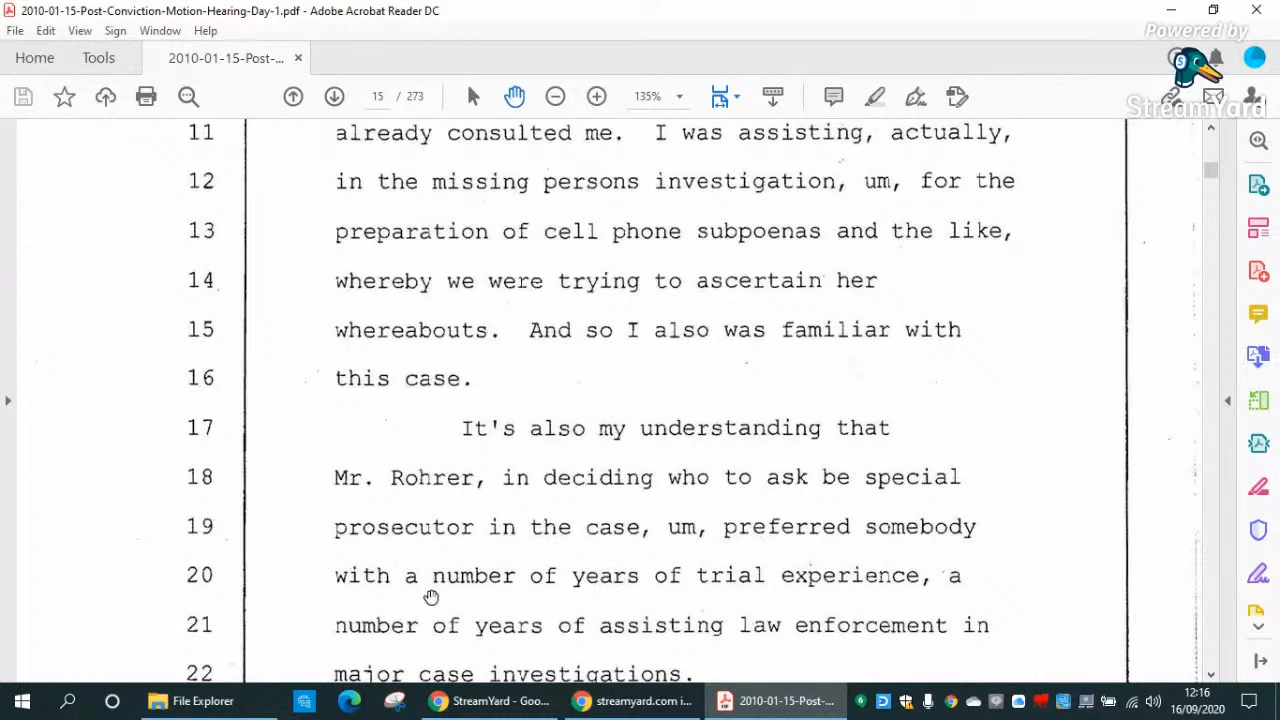 2010-01-15-Post-Conviction-Motion-Hearing-Day-1.pdf - Adobe Acrobat Reader DC
Powered by
File Edit View Sign Window Help
Home Tools 2010-01-15-Post-... ×
15 / 273 135%
StreamYard
11 already consulted me. I was assisting, actually,
12 in the missing persons investigation, um, for the
13 preparation of cell phone subpoenas and the like,
14 whereby we were trying to ascertain her
15 whereabouts. And so I also was familiar with
16 this case.
17 It's also my understanding that
18 Mr. Rohrer, in deciding who to ask be special
19 prosecutor in the case, um, preferred somebody
20 with a number of years of trial experience, a
21 number of years of assisting law enforcement in
22 major case investigations.
File Explorer StreamYard - Goo... streamyard.com i... 2010-01-15-Post-...
12:16
16/09/2020